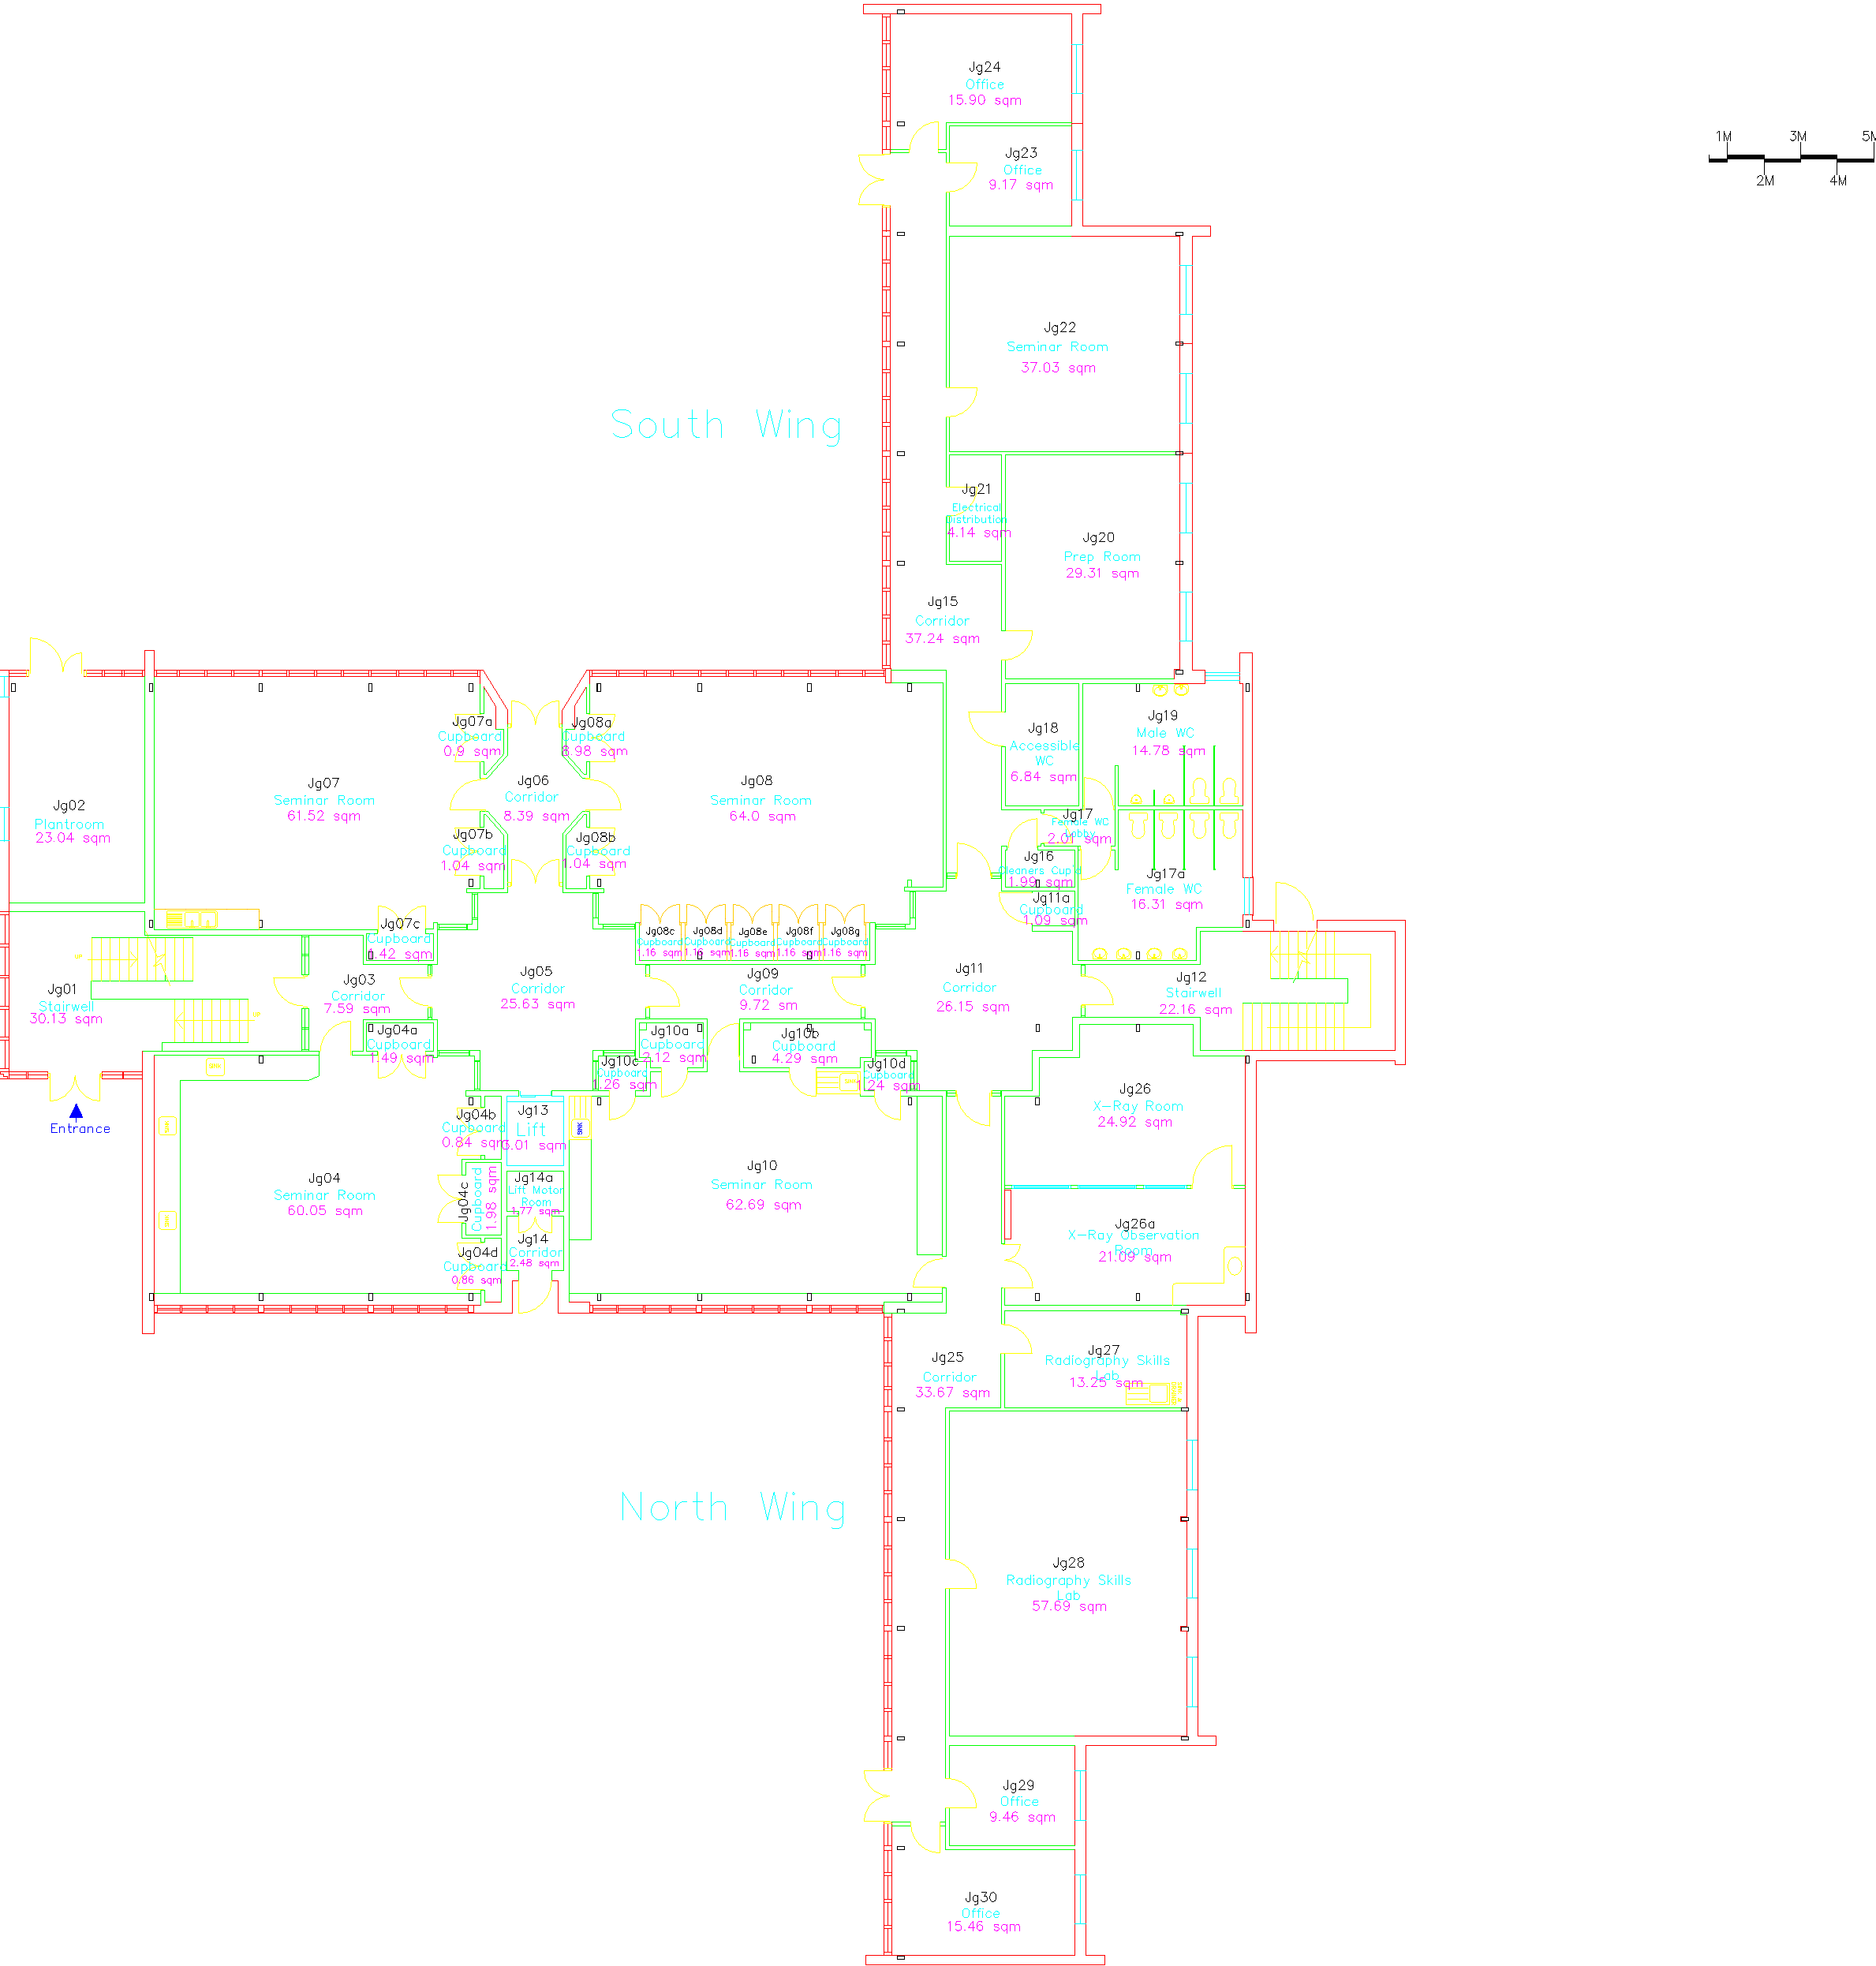 Jg24
Office
15.90 sqm
1M 3M 5M
2M 4M
Jg23
Office
9.17 sqm
Jg22
Seminar Room
37.03 sqm
South Wing
Jg21
Electrical
Distribution
4.14 sqm
Jg20
Prep Room
29.31 sqm
Jg15
Corridor
37.24 sqm
Jg07a
Cupboard
0.9 sqm
Jg08a
Cupboard
8.98 sqm
Jg18
Accessible
WC
6.84 sqm
Jg19
Male WC
14.78 sqm
Jg02
Plantroom
23.04 sqm
Jg07
Seminar Room
61.52 sqm
Jg06
Corridor
8.39 sqm
Jg08
Seminar Room
64.0 sqm
Jg07b
Cupboard
1.04 sqm
Jg08b
Cupboard
1.04 sqm
Jg17
Female WC
Lobby
2.01 sqm
Jg16
Cleaners Cup'd
1.99 sqm
Jg17a
Female WC
16.31 sqm
Jg11a
Cupboard
1.09 sqm
Jg07c
Cupboard
1.42 sqm
Jg08c
Cupboard
1.16 sqm
Jg08d
Cupboard
1.16 sqm
Jg08e
Cupboard
1.16 sqm
Jg08f
Cupboard
1.16 sqm
Jg08g
Cupboard
1.16 sqm
UP
Jg01
Stairwell
30.13 sqm
UP
Jg03
Corridor
7.59 sqm
Jg05
Corridor
25.63 sqm
Jg09
Corridor
9.72 sm
Jg11
Corridor
26.15 sqm
Jg12
Stairwell
22.16 sqm
Jg04a
Cupboard
1.49 sqm
Jg10a
Cupboard
2.12 sqm
Jg10b
Cupboard
4.29 sqm
Jg10c
Cupboard
1.26 sqm
Jg10d
Cupboard
1.24 sqm
SINK
SINK
Entrance
Jg04b
Cupboard
0.84 sqm
Jg13
Lift
3.01 sqm
SINK
SINK
Jg26
X-Ray Room
24.92 sqm
Jg04
Seminar Room
60.05 sqm
Jg04c
Cupboard
1.98 sqm
Jg14a
Lift Motor
Room
1.77 sqm
Jg10
Seminar Room
62.69 sqm
SINK
Jg26a
X-Ray Observation
Room
21.09 sqm
Jg04d
Cupboard
0.86 sqm
Jg14
Corridor
2.48 sqm
Jg25
Corridor
33.67 sqm
Jg27
Radiography Skills
Lab
13.25 sqm
North Wing
Jg28
Radiography Skills
Lab
57.69 sqm
Jg29
Office
9.46 sqm
Jg30
Office
15.46 sqm